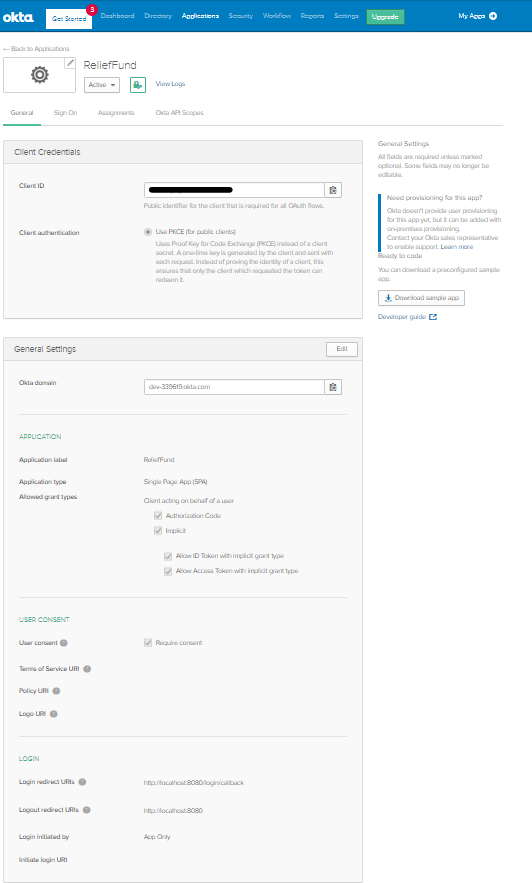 okta
Get Started
3
Dashboard
Directory
Applications
Security
Workflow
Reports
Settings
Upgrade
My Apps
← Back to Applications
ReliefFund
Active
View Logs
General
Sign On
Assignments
Okta API Scopes
Client Credentials
Client ID
Public identifier for the client that is required for all OAuth flows.
Client authentication
Use PKCE (for public clients)
Uses Proof Key for Code Exchange (PKCE) instead of a client
secret. A one-time key is generated by the client and sent with
each request. Instead of proving the identity of a client, this
ensures that only the client which requested the token can
redeem it.
General Settings
All fields are required unless marked
optional. Some fields may no longer be
editable.
Need provisioning for this app?
Okta doesn't provide user provisioning
for this app yet, but it can be added with
on-premises provisioning.
Contact your Okta sales representative
to enable support. Learn more
Ready to code
You can download a preconfigured sample
app.
Download sample app
Developer guide
General Settings
Edit
Okta domain
dev-339619.okta.com
APPLICATION
Application label
ReliefFund
Application type
Single Page App (SPA)
Allowed grant types
Client acting on behalf of a user
Authorization Code
Implicit
Allow ID Token with implicit grant type
Allow Access Token with implicit grant type
USER CONSENT
User consent
Require consent
Terms of Service URI
Policy URI
Logo URI
LOGIN
Login redirect URIs
http://localhost:8080/login/callback
Logout redirect URIs
http://localhost:8080
Login initiated by
App Only
Initiate login URI